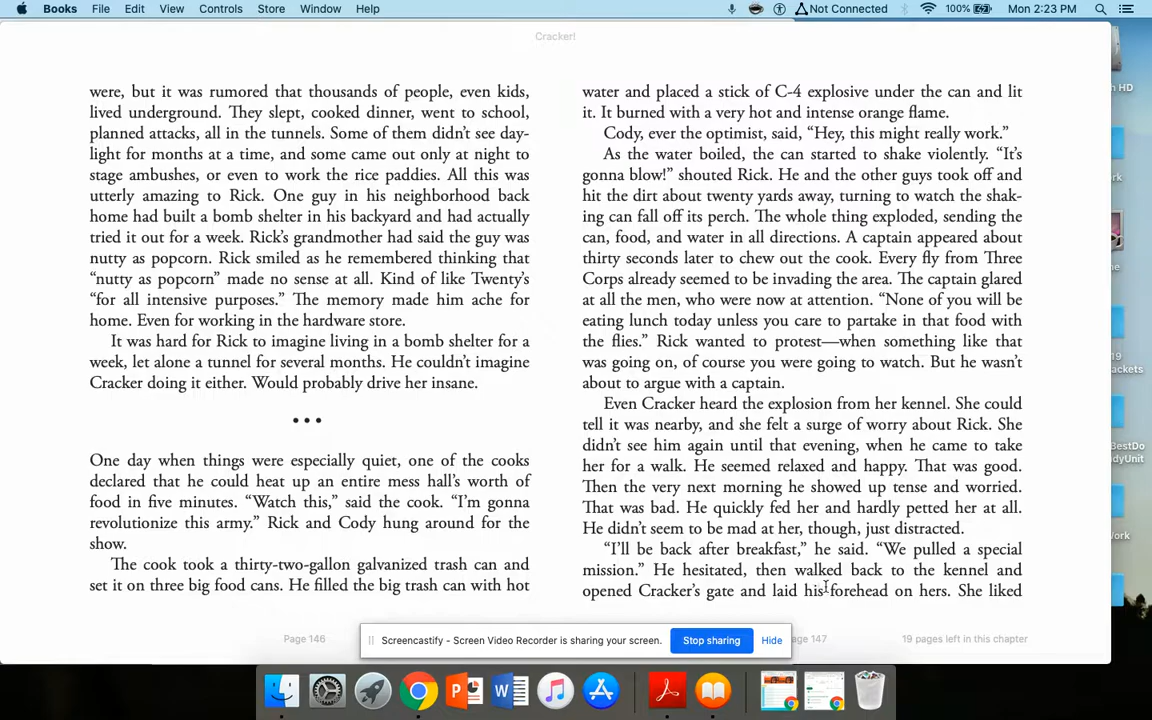 Books File Edit View Controls Store Window Help Not Connected 100% Mon 2:23 PM
Cracker!
were, but it was rumored that thousands of people, even kids,
lived underground. They slept, cooked dinner, went to school,
planned attacks, all in the tunnels. Some of them didn't see day-
light for months at a time, and some came out only at night to
stage ambushes, or even to work the rice paddies. All this was
utterly amazing to Rick. One guy in his neighborhood back
home had built a bomb shelter in his backyard and had actually
tried it out for a week. Rick's grandmother had said the guy was
nutty as popcorn. Rick smiled as he remembered thinking that
“nutty as popcorn” made no sense at all. Kind of like Twenty's
“for all intensive purposes.” The memory made him ache for
home. Even for working in the hardware store.
It was hard for Rick to imagine living in a bomb shelter for a
week, let alone a tunnel for several months. He couldn't imagine
Cracker doing it either. Would probably drive her insane.
•••
One day when things were especially quiet, one of the cooks
declared that he could heat up an entire mess hall's worth of
food in five minutes. “Watch this,” said the cook. “I'm gonna
revolutionize this army.” Rick and Cody hung around for the
show.
The cook took a thirty-two-gallon galvanized trash can and
set it on three big food cans. He filled the big trash can with hot
Page 146
water and placed a stick of C-4 explosive under the can and lit
it. It burned with a very hot and intense orange flame.
Cody, ever the optimist, said, “Hey, this might really work.”
As the water boiled, the can started to shake violently. “It's
gonna blow!” shouted Rick. He and the other guys took off and
hit the dirt about twenty yards away, turning to watch the shak-
ing can fall off its perch. The whole thing exploded, sending the
can, food, and water in all directions. A captain appeared about
thirty seconds later to chew out the cook. Every fly from Three
Corps already seemed to be invading the area. The captain glared
at all the men, who were now at attention. “None of you will be
eating lunch today unless you care to partake in that food with
the flies.” Rick wanted to protest—when something like that
was going on, of course you were going to watch. But he wasn't
about to argue with a captain.
Even Cracker heard the explosion from her kennel. She could
tell it was nearby, and she felt a surge of worry about Rick. She
didn't see him again until that evening, when he came to take
her for a walk. He seemed relaxed and happy. That was good.
Then the very next morning he showed up tense and worried.
That was bad. He quickly fed her and hardly petted her at all.
He didn't seem to be mad at her, though, just distracted.
“I'll be back after breakfast,” he said. “We pulled a special
mission.” He hesitated, then walked back to the kennel and
opened Cracker's gate and laid his forehead on hers. She liked
age 147 19 pages left in this chapter
Screencastify - Screen Video Recorder is sharing your screen. Stop sharing Hide
HD
rk
ne
19
ackets
BestDo
dyUnit
Work